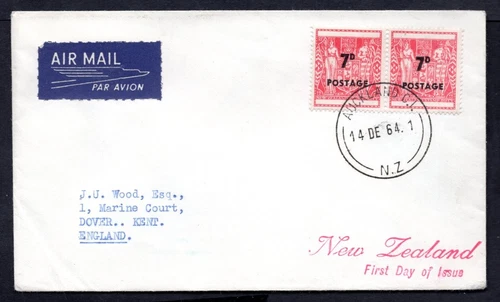 AIR MAIL
PAR AVION
7D 7D
POSTAGE POSTAGE
AUCKLAND C.P.
14 DE 64.1
N.Z
J.U. Wood, Esq.,
1, Marine Court,
DOVER.. KENT.
ENGLAND.
New Zealand
First Day of Issue